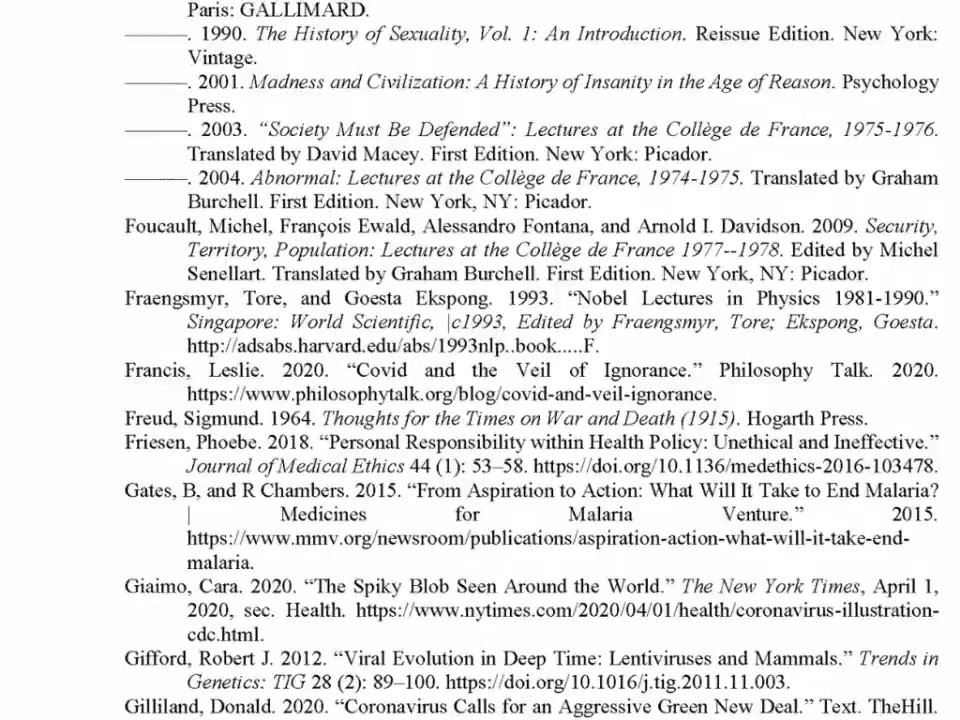 Paris: GALLIMARD.
———. 1990. The History of Sexuality, Vol. 1: An Introduction. Reissue Edition. New York:
Vintage.
———. 2001. Madness and Civilization: A History of Insanity in the Age of Reason. Psychology
Press.
———. 2003. “Society Must Be Defended”: Lectures at the Collège de France, 1975-1976.
Translated by David Macey. First Edition. New York: Picador.
———. 2004. Abnormal: Lectures at the Collège de France, 1974-1975. Translated by Graham
Burchell. First Edition. New York, NY: Picador.
Foucault, Michel, François Ewald, Alessandro Fontana, and Arnold I. Davidson. 2009. Security,
Territory, Population: Lectures at the Collège de France 1977--1978. Edited by Michel
Senellart. Translated by Graham Burchell. First Edition. New York, NY: Picador.
Fraengsmyr, Tore, and Goesta Ekspong. 1993. “Nobel Lectures in Physics 1981-1990.”
Singapore: World Scientific, |c1993, Edited by Fraengsmyr, Tore; Ekspong, Goesta.
http://adsabs.harvard.edu/abs/1993nlp..book.....F.
Francis, Leslie. 2020. “Covid and the Veil of Ignorance.” Philosophy Talk. 2020.
https://www.philosophytalk.org/blog/covid-and-veil-ignorance.
Freud, Sigmund. 1964. Thoughts for the Times on War and Death (1915). Hogarth Press.
Friesen, Phoebe. 2018. “Personal Responsibility within Health Policy: Unethical and Ineffective.”
Journal of Medical Ethics 44 (1): 53–58. https://doi.org/10.1136/medethics-2016-103478.
Gates, B, and R Chambers. 2015. “From Aspiration to Action: What Will It Take to End Malaria?
| Medicines for Malaria Venture.” 2015.
https://www.mmv.org/newsroom/publications/aspiration-action-what-will-it-take-end-
malaria.
Giaimo, Cara. 2020. “The Spiky Blob Seen Around the World.” The New York Times, April 1,
2020, sec. Health. https://www.nytimes.com/2020/04/01/health/coronavirus-illustration-
cdc.html.
Gifford, Robert J. 2012. “Viral Evolution in Deep Time: Lentiviruses and Mammals.” Trends in
Genetics: TIG 28 (2): 89–100. https://doi.org/10.1016/j.tig.2011.11.003.
Gilliland, Donald. 2020. “Coronavirus Calls for an Aggressive Green New Deal.” Text. TheHill.